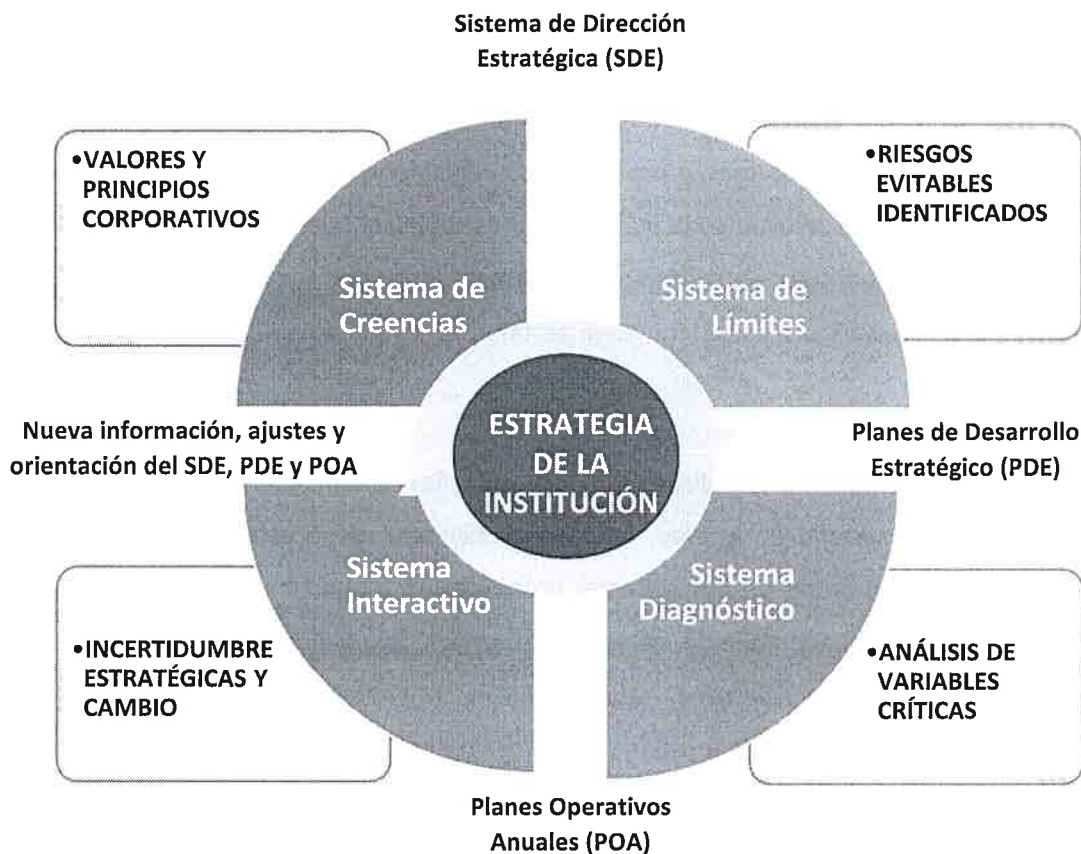 Sistema de Dirección
Estratégica (SDE)
•VALORES Y
PRINCIPIOS
CORPORATIVOS
•RIESGOS
EVITABLES
IDENTIFICADOS
Sistema de
Creencias
Sistema de
Límites
Nueva información, ajustes y
orientación del SDE, PDE y POA
ESTRATEGIA
DE LA
INSTITUCIÓN
Planes de Desarrollo
Estratégico (PDE)
Sistema
Interactivo
Sistema
Diagnóstico
•INCERTIDUMBRE
ESTRATÉGICAS Y
CAMBIO
•ANÁLISIS DE
VARIABLES
CRÍTICAS
Planes Operativos
Anuales (POA)